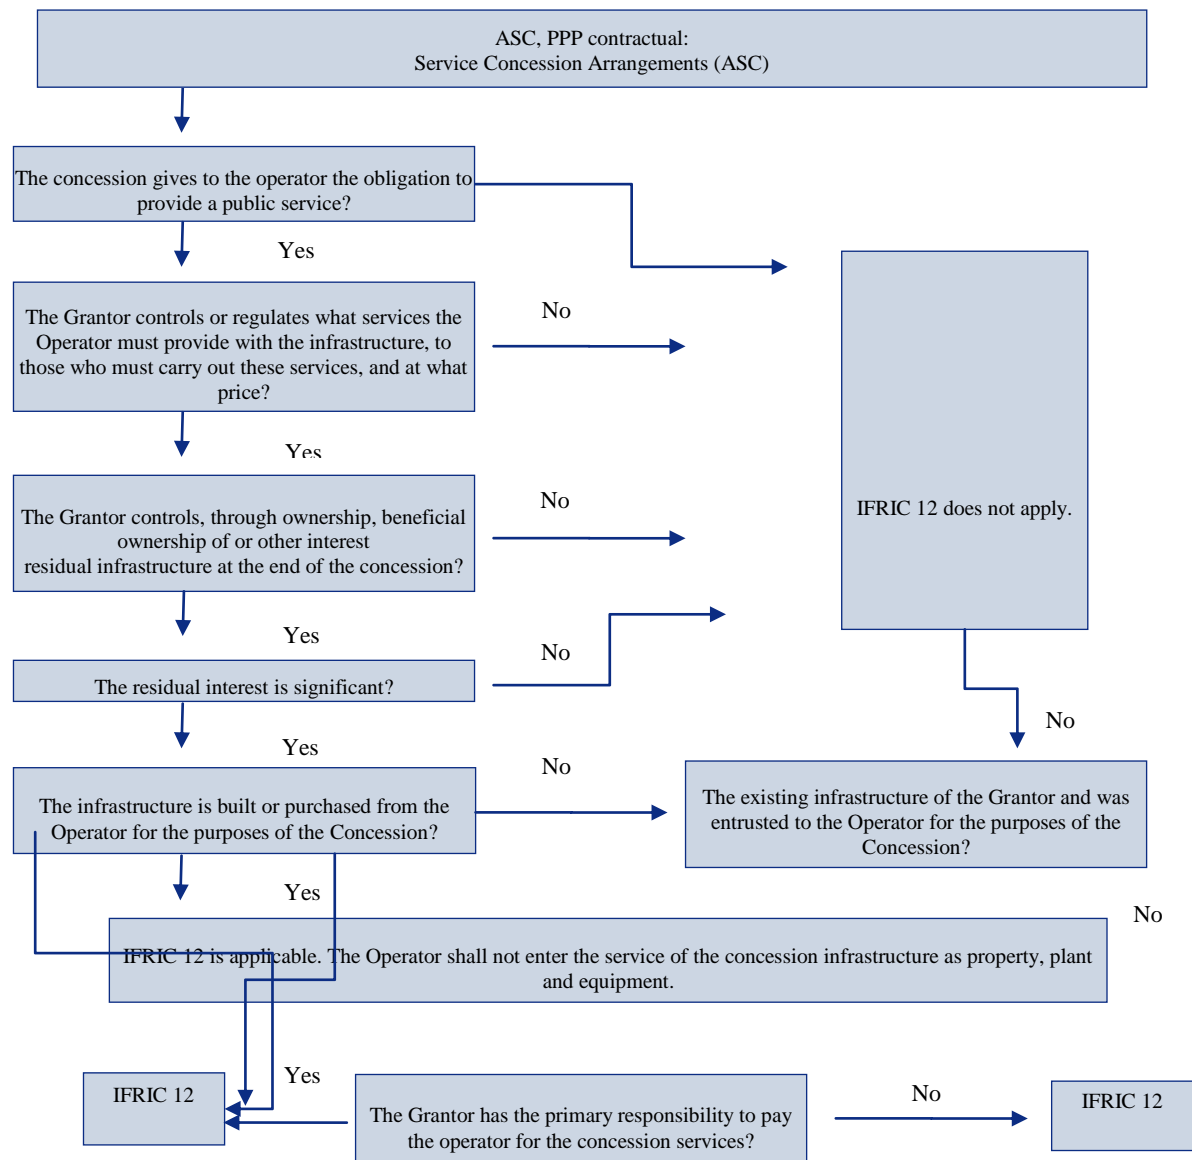 ASC, PPP contractual:
Service Concession Arrangements (ASC)
The concession gives to the operator the obligation to
provide a public service?
Yes
The Grantor controls or regulates what services the
Operator must provide with the infrastructure, to
those who must carry out these services, and at what
price?
No
Yes
The Grantor controls, through ownership, beneficial
ownership of or other interest
residual infrastructure at the end of the concession?
No
IFRIC 12 does not apply.
Yes
No
The residual interest is significant?
No
Yes
No
The infrastructure is built or purchased from the
Operator for the purposes of the Concession?
The existing infrastructure of the Grantor and was
entrusted to the Operator for the purposes of the
Concession?
Yes
No
IFRIC 12 is applicable. The Operator shall not enter the service of the concession infrastructure as property, plant
and equipment.
IFRIC 12
Yes
The Grantor has the primary responsibility to pay
the operator for the concession services?
No
IFRIC 12